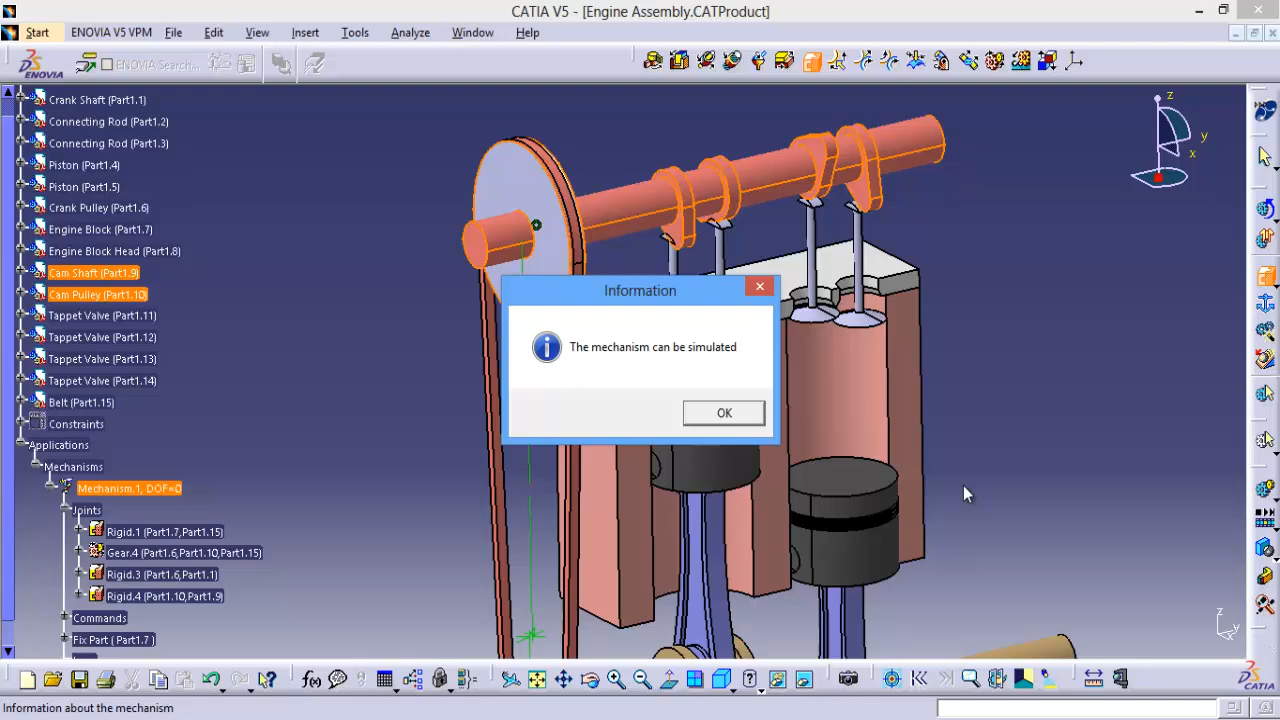 CATIA V5 - [Engine Assembly.CATProduct]
Start ENOVIA V5 VPM File Edit View Insert Tools Analyze Window Help
ENOVIA
ENOVIA Search...
Crank Shaft (Part1.1)
Connecting Rod (Part1.2)
Connecting Rod (Part1.3)
Piston (Part1.4)
Piston (Part1.5)
Crank Pulley (Part1.6)
Engine Block (Part1.7)
Engine Block Head (Part1.8)
Cam Shaft (Part1.9)
Cam Pulley (Part1.10)
Tappet Valve (Part1.11)
Tappet Valve (Part1.12)
Tappet Valve (Part1.13)
Tappet Valve (Part1.14)
Belt (Part1.15)
Constraints
Applications
Mechanisms
Mechanism.1, DOF=0
Joints
Rigid.1 (Part1.7,Part1.15)
Gear.4 (Part1.6,Part1.10,Part1.15)
Rigid.3 (Part1.6,Part1.1)
Rigid.4 (Part1.10,Part1.9)
Commands
Fix Part ( Part1.7 )
z
y
x
Information
The mechanism can be simulated
OK
z
y
f(x)
CATIA
Information about the mechanism